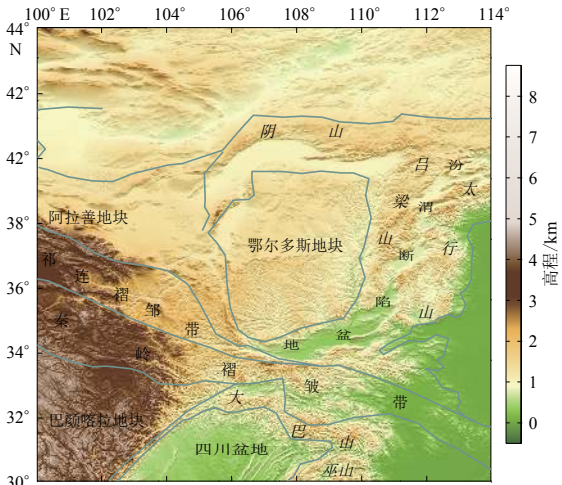 100° E 102° 104° 106° 108° 110° 112° 114°
44°
N
42°
42°
38°
36°
34°
32°
30°
阴 山
吕 汾
太
梁 渭
阿拉善地块
鄂尔多斯地块
山 断 行
祁
连
褶
邹
带
陷 山
秦
地 盆
岭
褶
皱
带
大
巴颜喀拉地块
四川盆地
巴
山
巫山
8
7
6
5
4
3
2
1
0
高程/km